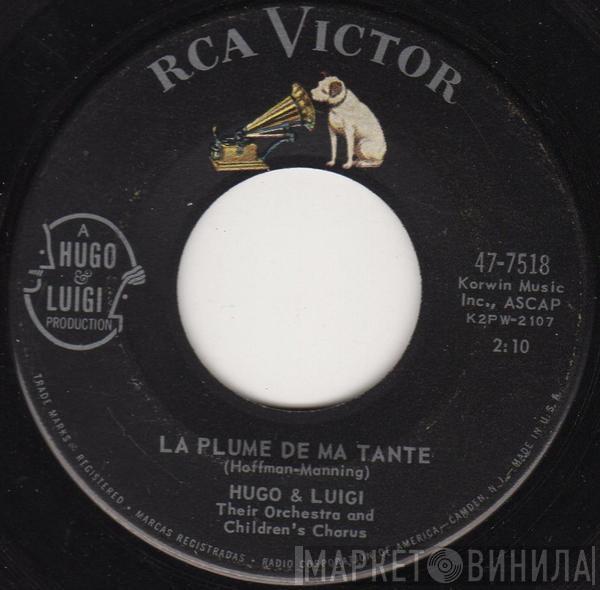 RCA VICTOR
A
HUGO
&
LUIGI
PRODUCTION
47-7518
Korwin Music
Inc., ASCAP
K2PW-2107
2:10
LA PLUME DE MA TANTE
(Hoffman-Manning)
HUGO & LUIGI
Their Orchestra and
Children's Chorus
TRADE MARKS ® REGISTERED • MARCAS REGISTRADAS • RADIO CORPORATION OF AMERICA—CAMDEN, N.J.—MADE IN U.S.A.
МАРКЕТ ВИНИЛА